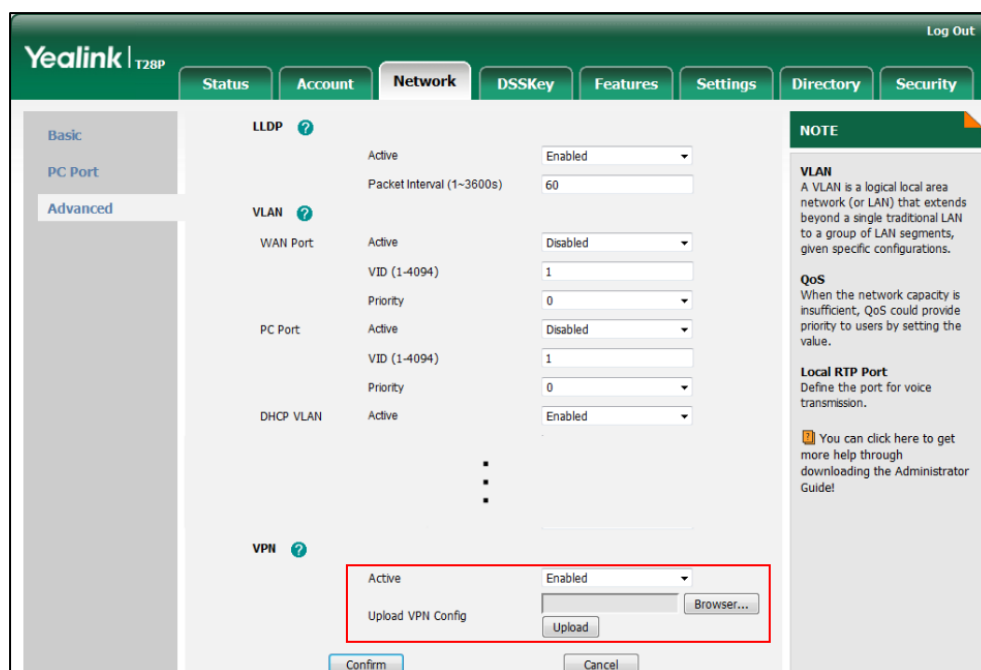 Log Out
Yealink T28P
Status Account Network DSSKey Features Settings Directory Security
Basic
PC Port
Advanced
LLDP ?
Active Enabled
Packet Interval (1~3600s) 60
VLAN ?
WAN Port Active Disabled
VID (1-4094) 1
Priority 0
PC Port Active Disabled
VID (1-4094) 1
Priority 0
DHCP VLAN Active Enabled
VPN ?
Active Enabled
Upload VPN Config Browser...
Upload
Confirm Cancel
NOTE
VLAN
A VLAN is a logical local area
network (or LAN) that extends
beyond a single traditional LAN
to a group of LAN segments,
given specific configurations.
QoS
When the network capacity is
insufficient, QoS could provide
priority to users by setting the
value.
Local RTP Port
Define the port for voice
transmission.
? You can click here to get
more help through
downloading the Administrator
Guide!